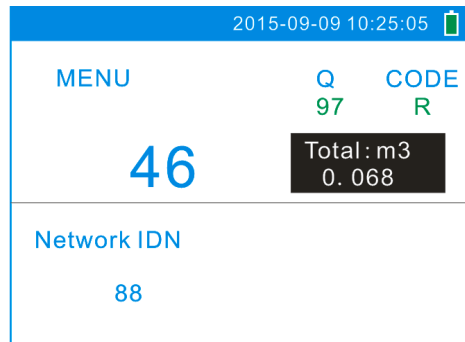 2015-09-09 10:25:05
MENU Q CODE
97 R
46
Total:m3
0.068
Network IDN
88